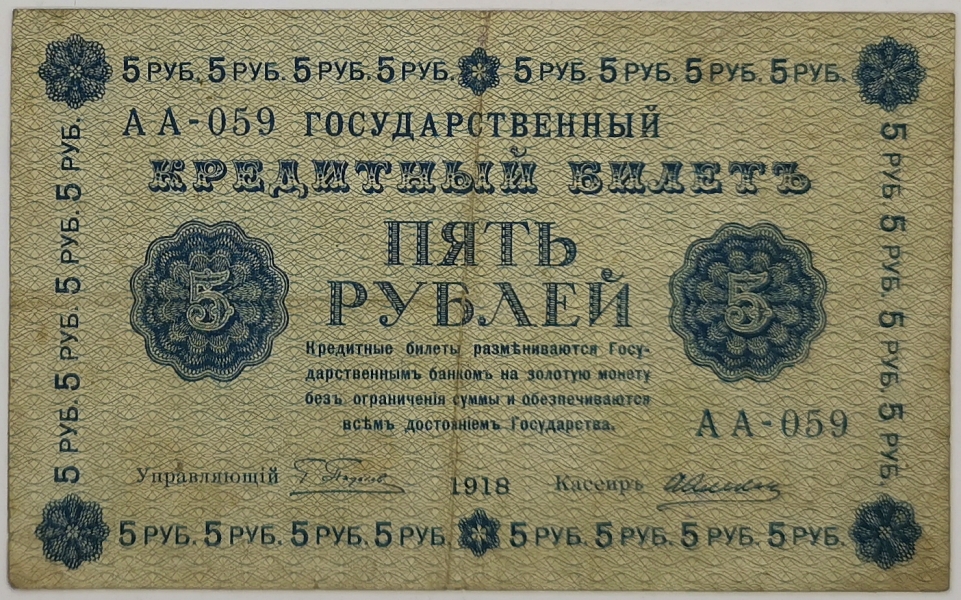 5 РУБ. 5 РУБ. 5 РУБ. 5 РУБ. 5 РУБ. 5 РУБ. 5 РУБ. 5 РУБ.
АА-059 ГОСУДАРСТВЕННЫЙ
КРЕДИТНЫЙ БИЛЕТЪ
ПЯТЬ
РУБЛЕЙ
5
5
Кредитные билеты размѣниваются Госу-
дарственнымъ банкомъ на золотую монету
безъ ограниченія суммы и обезпечиваются
всѣмъ достояніемъ Государства.
АА-059
Управляющій
1918 Кассиръ
5 РУБ. 5 РУБ. 5 РУБ. 5 РУБ.
5 РУБ. 5 РУБ. 5 РУБ. 5 РУБ.
5 РУБ. 5 РУБ. 5 РУБ. 5 РУБ. 5 РУБ. 5 РУБ. 5 РУБ. 5 РУБ.